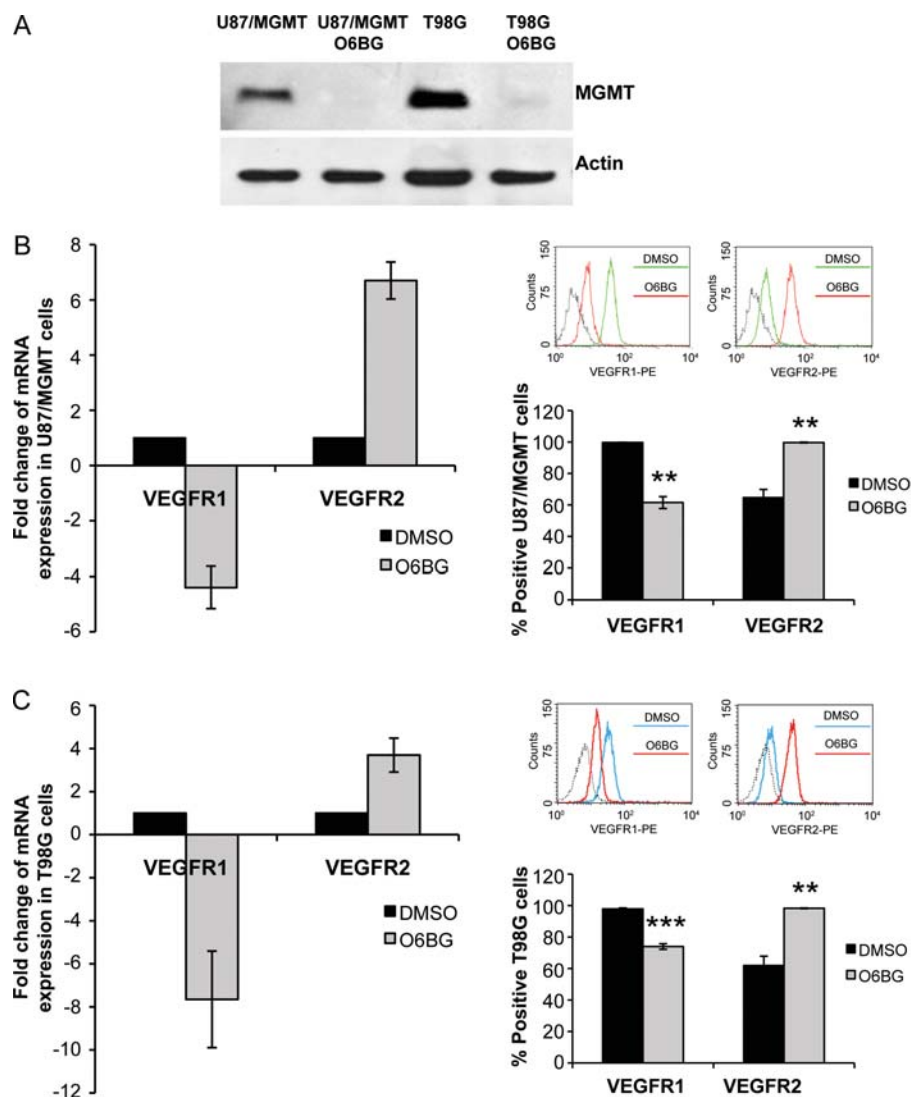 A
U87/MGMT U87/MGMT O6BG T98G T98G O6BG
MGMT
Actin
B
Fold change of mRNA expression in U87/MGMT cells
8
6
4
2
0
-2
-4
-6
VEGFR1 VEGFR2
DMSO
O6BG
Counts
150
75
0
DMSO
O6BG
10⁰ 10² 10⁴
VEGFR1-PE
Counts
150
75
0
DMSO
O6BG
10⁰ 10² 10⁴
VEGFR2-PE
% Positive U87/MGMT cells
120
100
80
60
40
20
0
** **
VEGFR1 VEGFR2
DMSO
O6BG
C
Fold change of mRNA expression in T98G cells
6
4
2
0
-2
-4
-6
-8
-10
-12
VEGFR1 VEGFR2
DMSO
O6BG
Counts
150
75
0
DMSO
O6BG
10⁰ 10² 10⁴
VEGFR1-PE
Counts
150
75
0
DMSO
O6BG
10⁰ 10² 10⁴
VEGFR2-PE
% Positive T98G cells
120
100
80
60
40
20
0
*** **
VEGFR1 VEGFR2
DMSO
O6BG